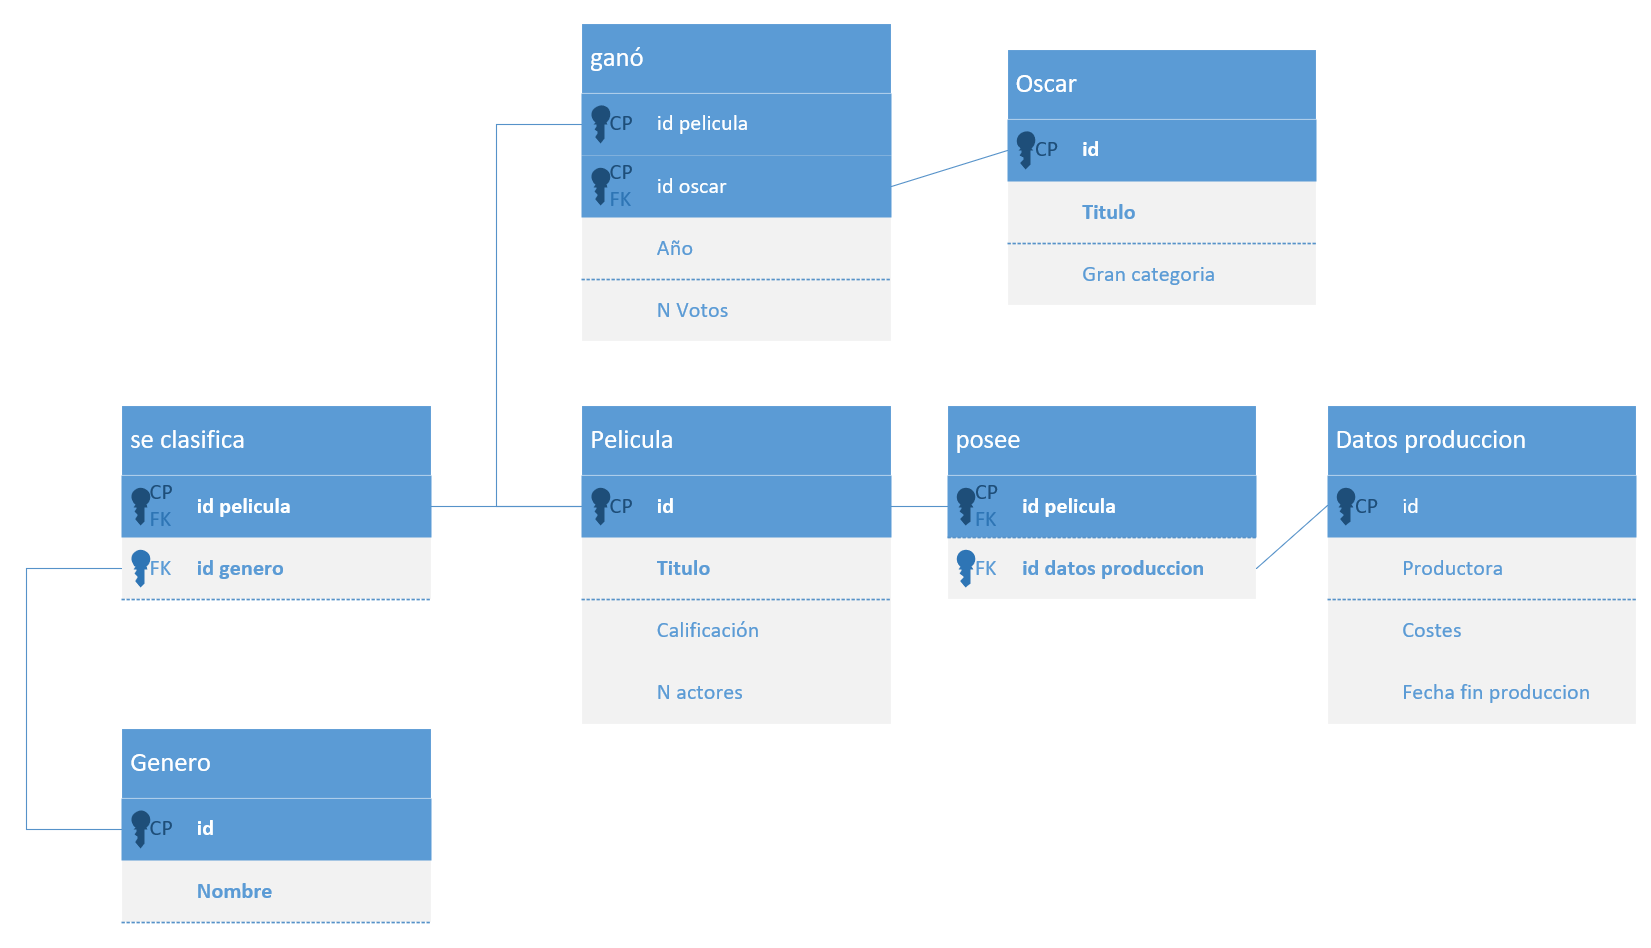 ganó
CP id pelicula
CP
FK
id oscar
Año
N Votos
Oscar
CP id
Titulo
Gran categoria
se clasifica
CP
FK
id pelicula
FK id genero
Pelicula
CP id
Titulo
Calificación
N actores
posee
CP
FK
id pelicula
FK id datos produccion
Datos produccion
CP id
Productora
Costes
Fecha fin produccion
Genero
CP id
Nombre